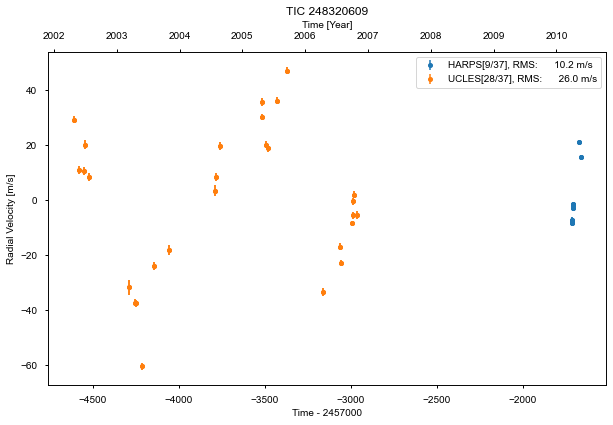 TIC 248320609
Time [Year]
2002 2003 2004 2005 2006 2007 2008 2009 2010
HARPS[9/37], RMS: 10.2 m/s
UCLES[28/37], RMS: 26.0 m/s
40
20
0
−20
−40
−60
Radial Velocity [m/s]
−4500 −4000 −3500 −3000 −2500 −2000
Time - 2457000